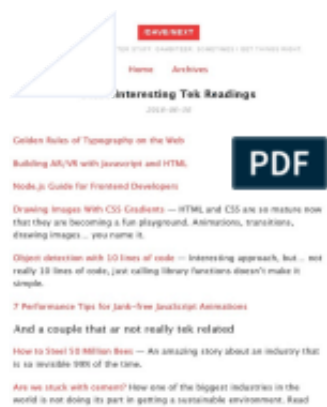 Home Archives
Interesting Tek Readings
Golden Rules of Typography on the Web
PDF
Building AR/VR with Javascript and HTML
Node.js Guide for Frontend Developers
Drawing Images With CSS Gradients — HTML and CSS are so mature now
that they are becoming a fun playground. Animations, transitions,
drawing images... you name it.
Object detection with 10 lines of code — Interesting approach, but... not
really 10 lines of code, just calling library functions doesn't make it
simple.
7 Performance Tips for Jank-free JavaScript Animations
And a couple that ar not really tek related
How to Steel 50 Million Bees — An amazing story about an industry that
is so invisible 99% of the time.
Are we stuck with cement? How one of the biggest industries in the
world is not doing its part in getting a sustainable environment. Read